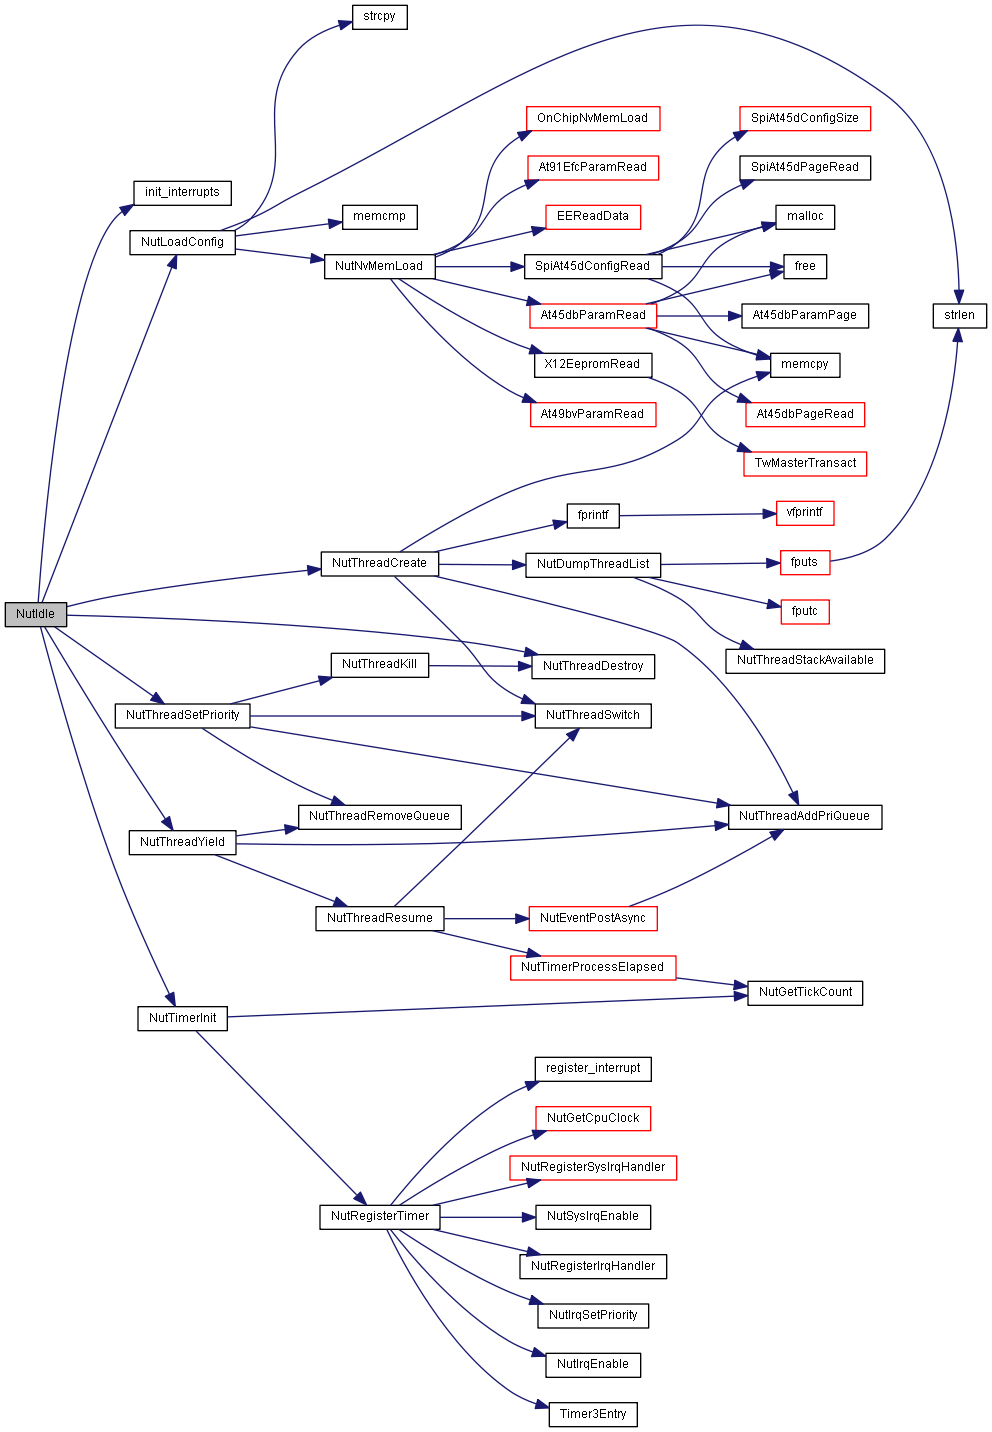 strcpy
OnChipNvMemLoad
SpiAt45dConfigSize
At91EfcParamRead
SpiAt45dPageRead
init_interrupts
memcmp
EEReadData
malloc
NutLoadConfig
NutNvMemLoad
SpiAt45dConfigRead
free
At45dbParamRead
At45dbParamPage
strlen
X12EepromRead
memcpy
At49bvParamRead
At45dbPageRead
TwMasterTransact
fprintf
vfprintf
NutThreadCreate
NutDumpThreadList
fputs
NutIdle
fputc
NutThreadKill
NutThreadDestroy
NutThreadStackAvailable
NutThreadSetPriority
NutThreadSwitch
NutThreadRemoveQueue
NutThreadAddPriQueue
NutThreadYield
NutThreadResume
NutEventPostAsync
NutTimerProcessElapsed
NutGetTickCount
NutTimerInit
register_interrupt
NutGetCpuClock
NutRegisterSysIrqHandler
NutRegisterTimer
NutSysIrqEnable
NutRegisterIrqHandler
NutIrqSetPriority
NutIrqEnable
Timer3Entry